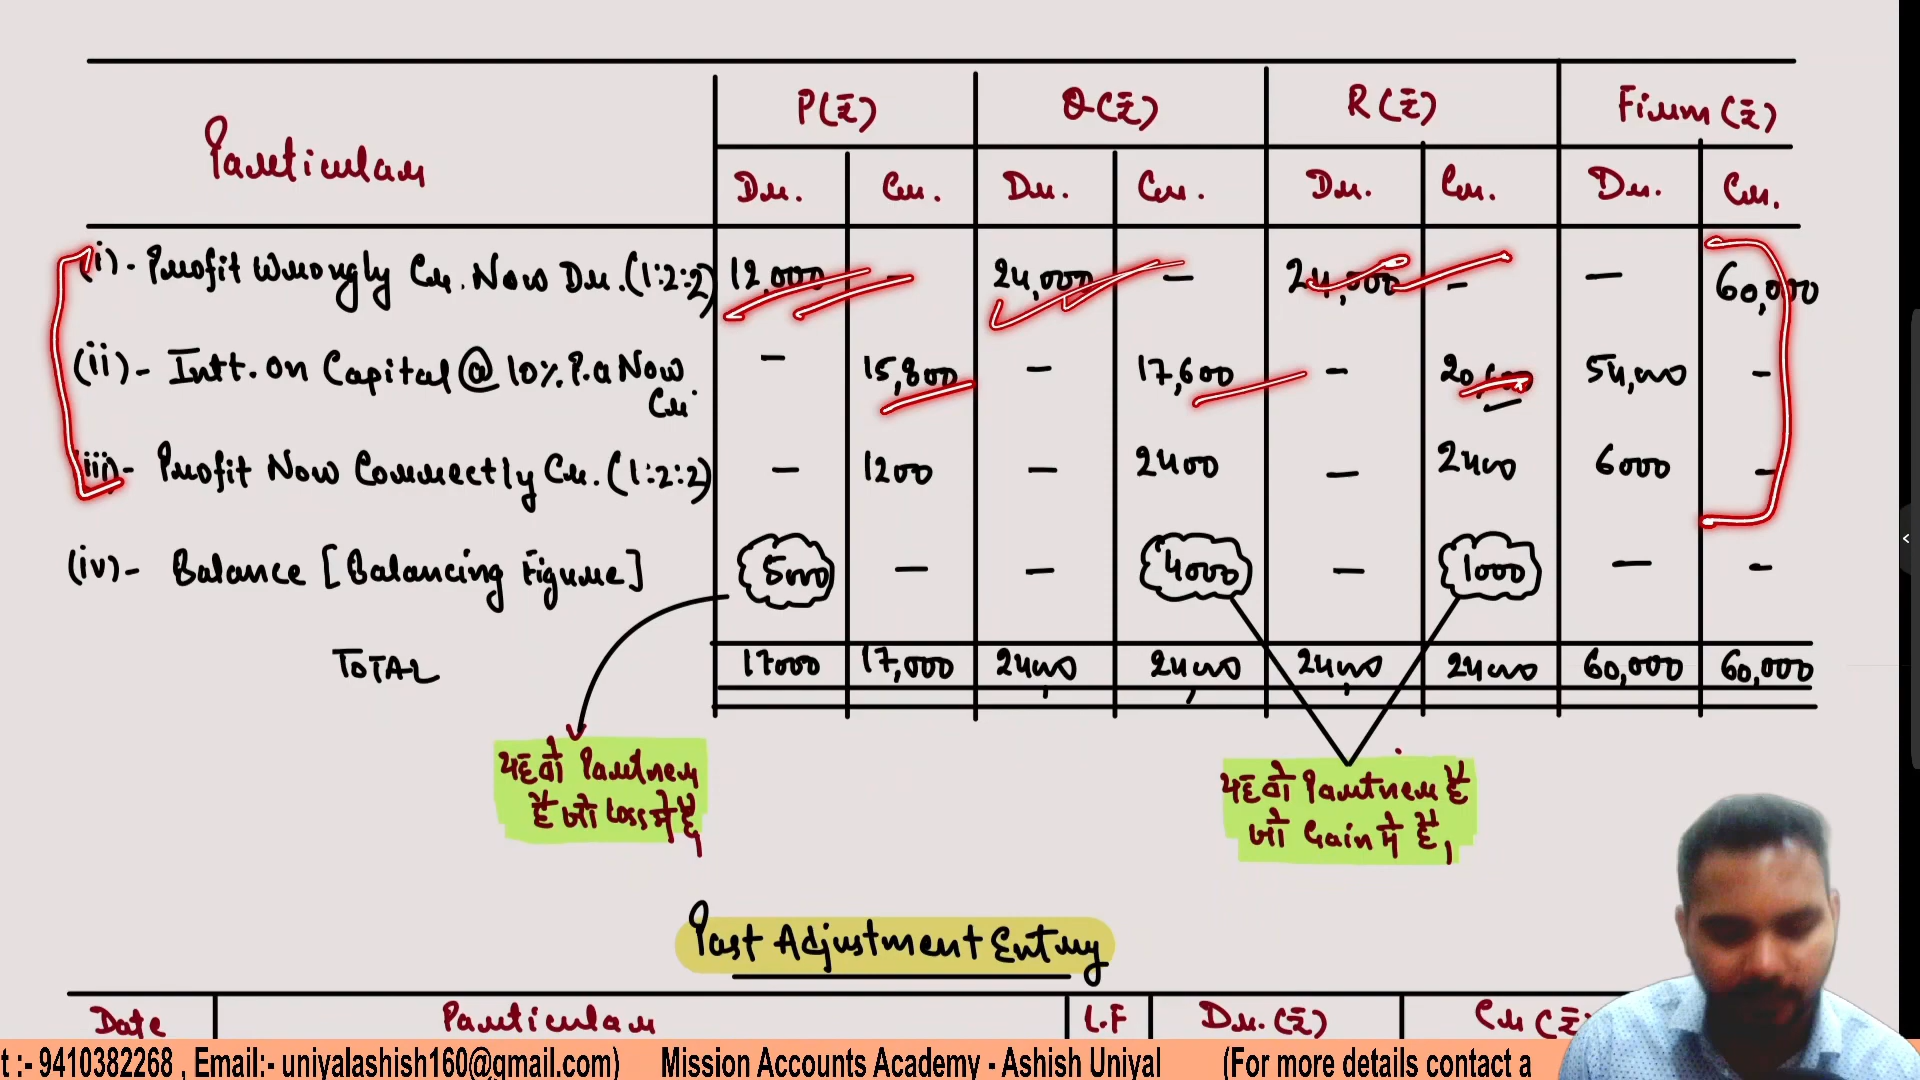 P(₹) Q(₹) R(₹) Firm(₹)
Particular
Dr. Cr. Dr. Cr. Dr. Cr. Dr. Cr.
(i)- Profit Wrongly Cr. Now Dr. (1:2:2) 12,000 - 24,000 - 24,000 - - 60,000
(ii)- Intt. on Capital @ 10% P.a Now - 15,800 - 17,600 - 20,600 54,000 -
Cr.
(iii)- Profit Now Correctly Cr. (1:2:2) - 1200 - 2400 - 2400 6000 -
(iv)- Balance [Balancing Figure] 5000 - - 4000 - 1000 - -
TOTAL 17000 17,000 24000 24000 24000 24000 60,000 60,000
यह वो Partner
है जो Loss में है,
यह वो Partner है
जो Gain में है,
Past Adjustment Entry
Date Particular L.F Dr. (₹) Cr (₹)
t :- 9410382268 , Email:- uniyalashish160@gmail.com) Mission Accounts Academy - Ashish Uniyal (For more details contact a